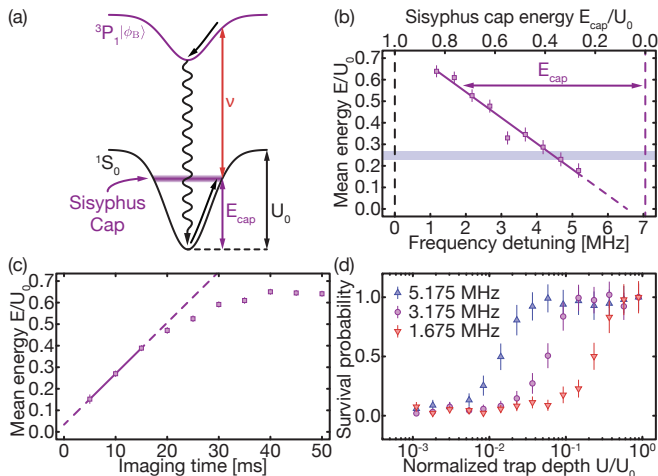 (a)
³P₁|ϕ_B⟩
ν
¹S₀
Sisyphus
Cap
E_cap
U₀
(b)
Sisyphus cap energy E_cap/U₀
1.0 0.8 0.6 0.4 0.2 0.0
Mean energy E/U₀
0.7
0.6
0.5
0.4
0.3
0.2
0.1
0.0
E_cap
0 1 2 3 4 5 6 7
Frequency detuning [MHz]
(c)
Mean energy E/U₀
0.7
0.6
0.5
0.4
0.3
0.2
0.1
0.0
0 10 20 30 40 50
Imaging time [ms]
(d)
Survival probability
1.0
0.5
0.0
5.175 MHz
3.175 MHz
1.675 MHz
10⁻³ 10⁻² 10⁻¹ 10⁰
Normalized trap depth U/U₀